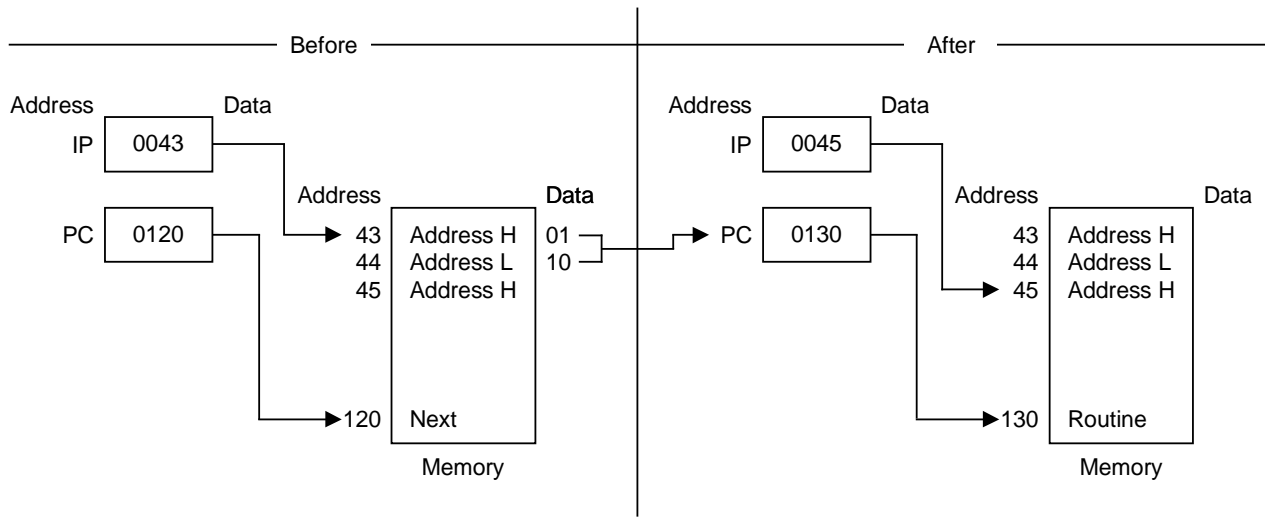 Before
Address Data
IP 0043
Address Data
PC 0120
43 Address H 01
44 Address L 10
45 Address H
120 Next
Memory
After
Address Data
IP 0045
Address Data
PC 0130
43 Address H
44 Address L
45 Address H
130 Routine
Memory